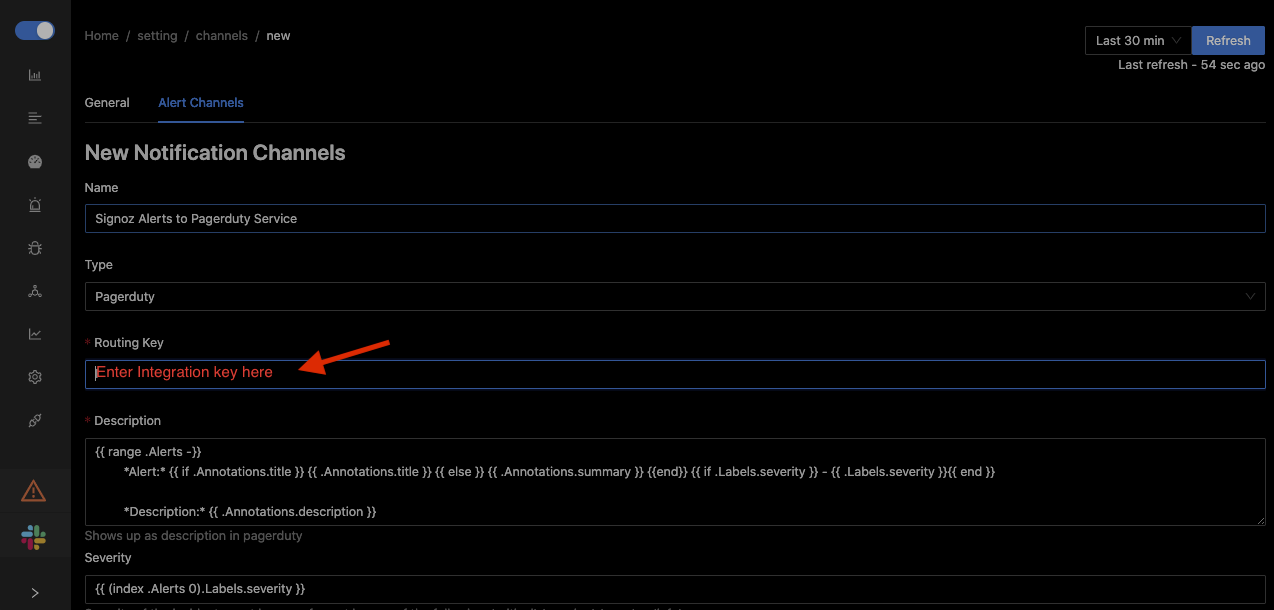 Home / setting / channels / new
Last 30 min
Refresh
Last refresh - 54 sec ago
General
Alert Channels
New Notification Channels
Name
Signoz Alerts to Pagerduty Service
Type
Pagerduty
* Routing Key
Enter Integration key here
* Description
{{ range .Alerts -}}
*Alert:* {{ if .Annotations.title }} {{ .Annotations.title }} {{ else }} {{ .Annotations.summary }} {{end}} {{ if .Labels.severity }} - {{ .Labels.severity }}{{ end }}
*Description:* {{ .Annotations.description }}
Shows up as description in pagerduty
Severity
{{ (index .Alerts 0).Labels.severity }}